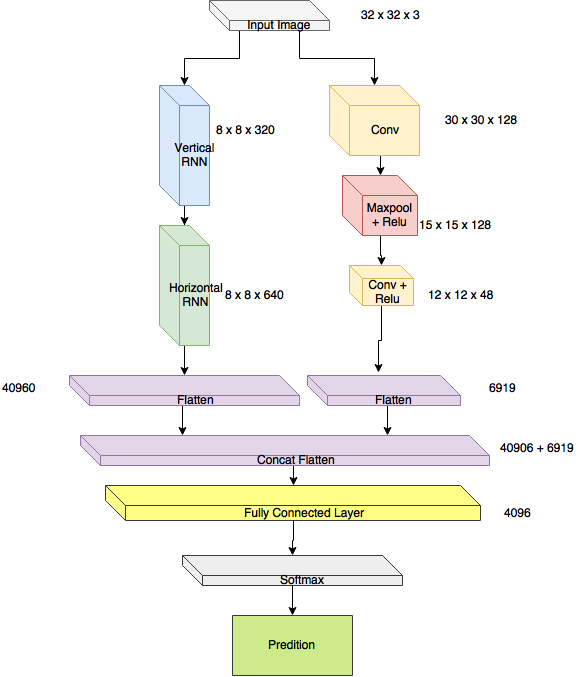 Input Image
32 x 32 x 3
Vertical
RNN
8 x 8 x 320
Conv
30 x 30 x 128
Maxpool
+ Relu
15 x 15 x 128
Horizontal
RNN
8 x 8 x 640
Conv +
Relu
12 x 12 x 48
40960
Flatten
Flatten
6919
Concat Flatten
40906 + 6919
Fully Connected Layer
4096
Softmax
Predition